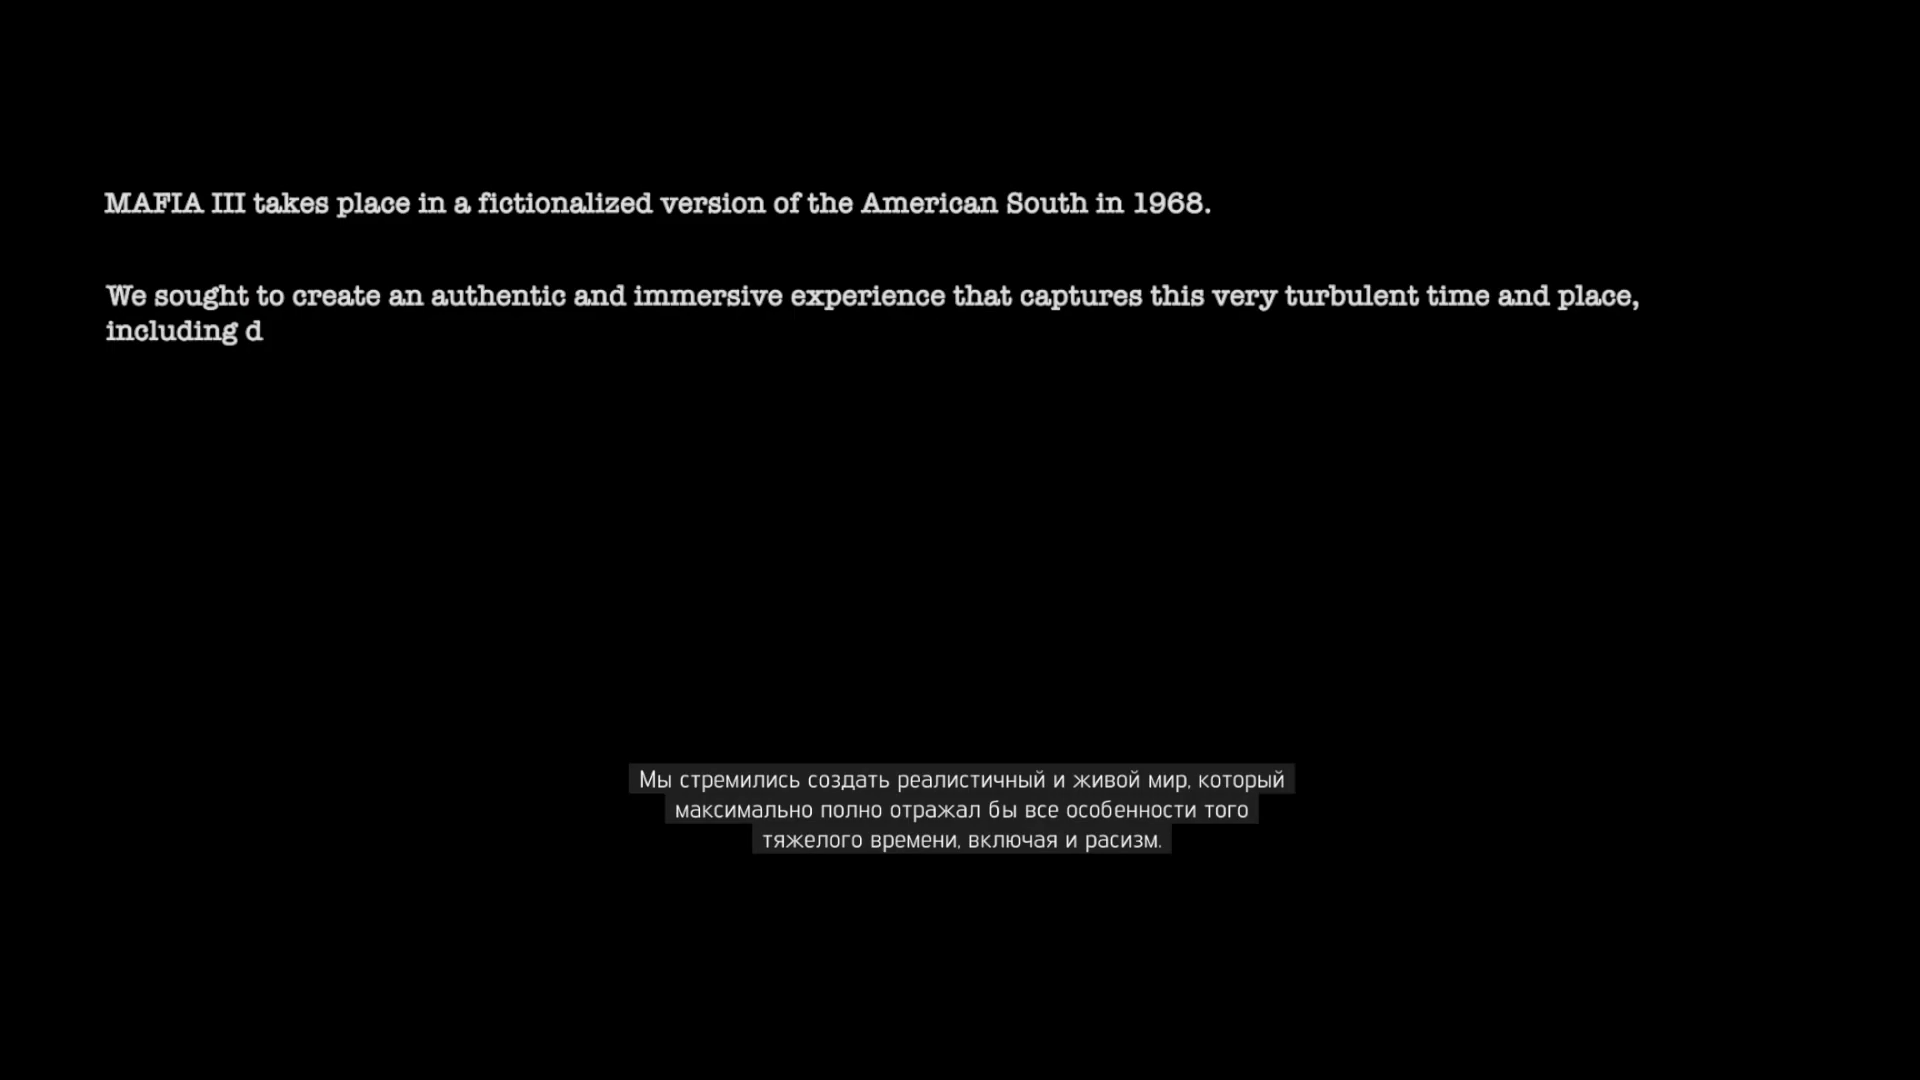 MAFIA III takes place in a fictionalized version of the American South in 1968.
We sought to create an authentic and immersive experience that captures this very turbulent time and place,
including d
Мы стремились создать реалистичный и живой мир, который
максимально полно отражал бы все особенности того
тяжелого времени, включая и расизм.